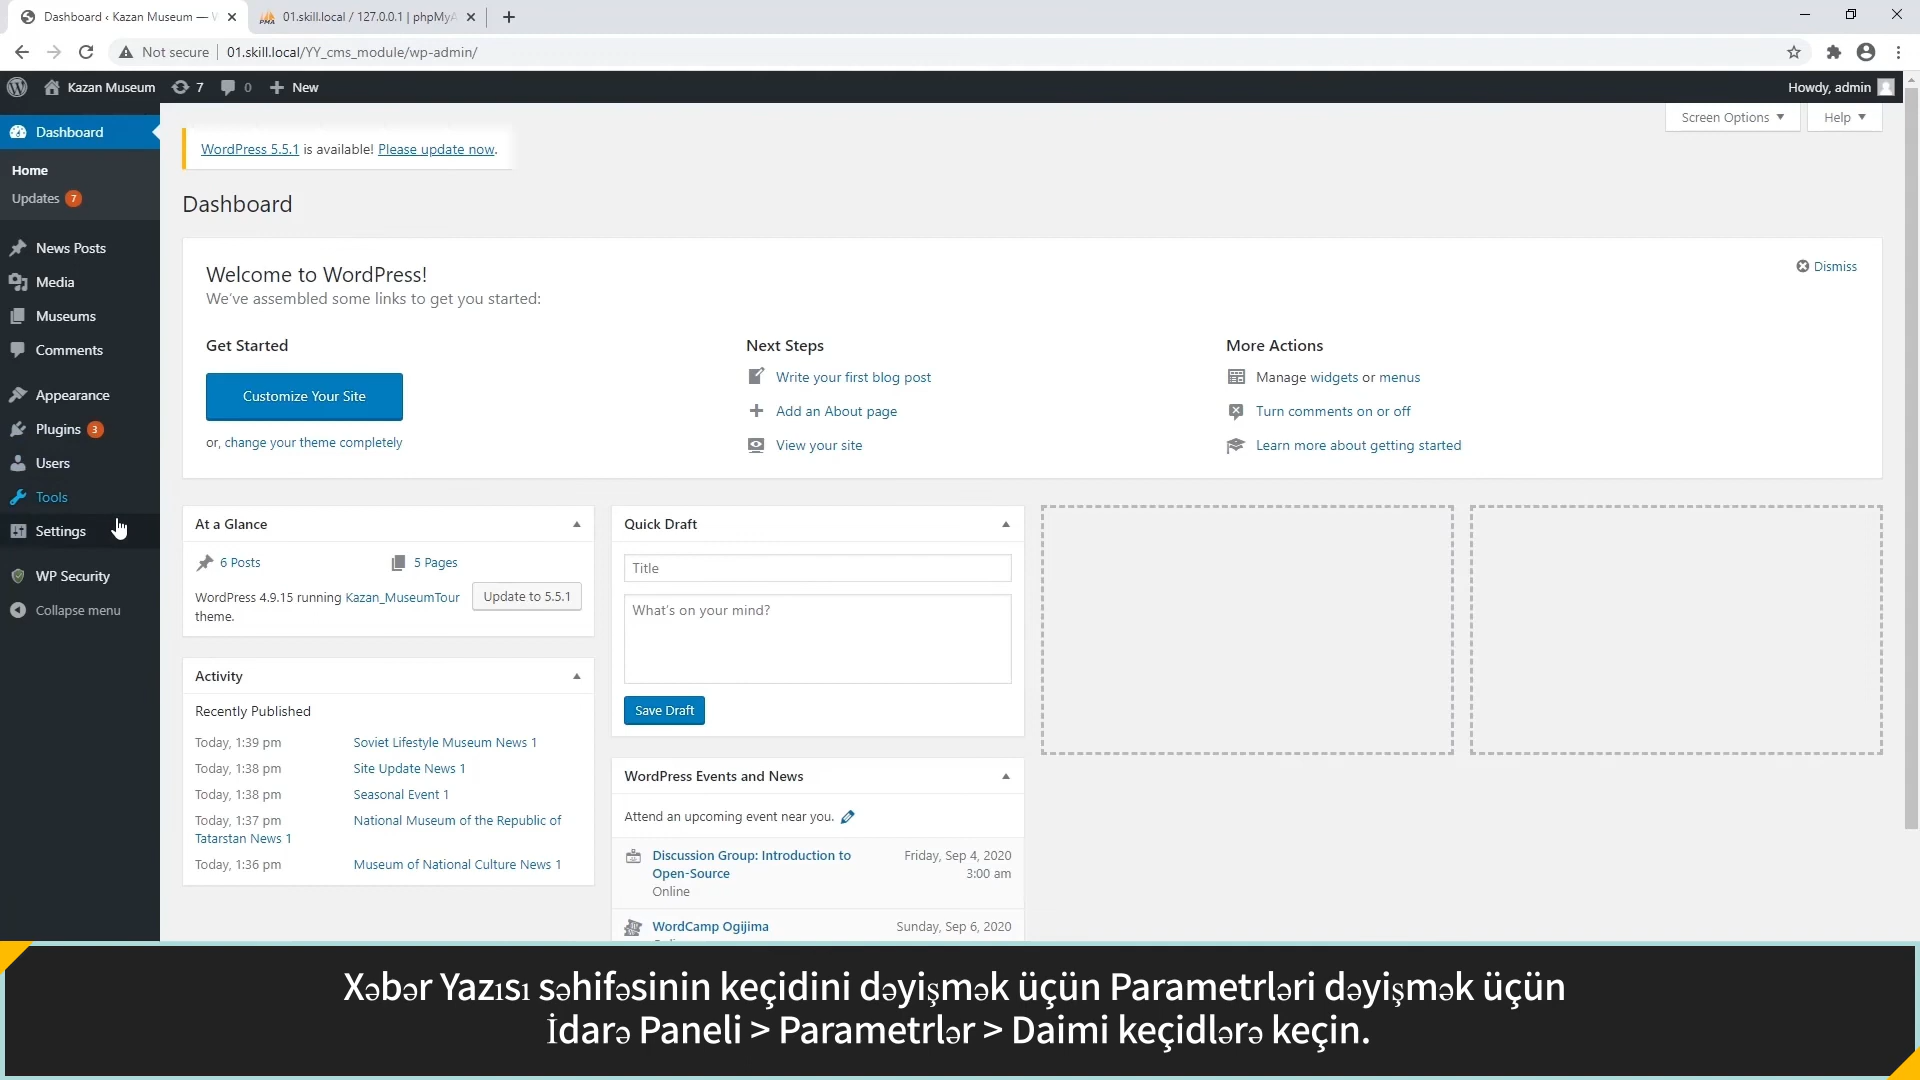 Dashboard ‹ Kazan Museum — W
01.skill.local / 127.0.0.1 | phpMyA
Not secure
01.skill.local/YY_cms_module/wp-admin/
Kazan Museum
7
0
New
Howdy, admin
Dashboard
Home
Updates 7
News Posts
Media
Museums
Comments
Appearance
Plugins 3
Users
Tools
Settings
WP Security
Collapse menu
Screen Options
Help
WordPress 5.5.1 is available! Please update now.
Dashboard
Welcome to WordPress!
We've assembled some links to get you started:
Dismiss
Get Started
Customize Your Site
or, change your theme completely
Next Steps
Write your first blog post
Add an About page
View your site
More Actions
Manage widgets or menus
Turn comments on or off
Learn more about getting started
At a Glance
6 Posts
5 Pages
WordPress 4.9.15 running Kazan_MuseumTour
theme.
Update to 5.5.1
Activity
Recently Published
Today, 1:39 pm Soviet Lifestyle Museum News 1
Today, 1:38 pm Site Update News 1
Today, 1:38 pm Seasonal Event 1
Today, 1:37 pm National Museum of the Republic of
Tatarstan News 1
Today, 1:36 pm Museum of National Culture News 1
Quick Draft
Title
What's on your mind?
Save Draft
WordPress Events and News
Attend an upcoming event near you.
Discussion Group: Introduction to Friday, Sep 4, 2020
Open-Source 3:00 am
Online
WordCamp Ogijima Sunday, Sep 6, 2020
Xəbər Yazısı səhifəsinin keçidini dəyişmək üçün Parametrləri dəyişmək üçün
İdarə Paneli > Parametrlər > Daimi keçidlərə keçin.